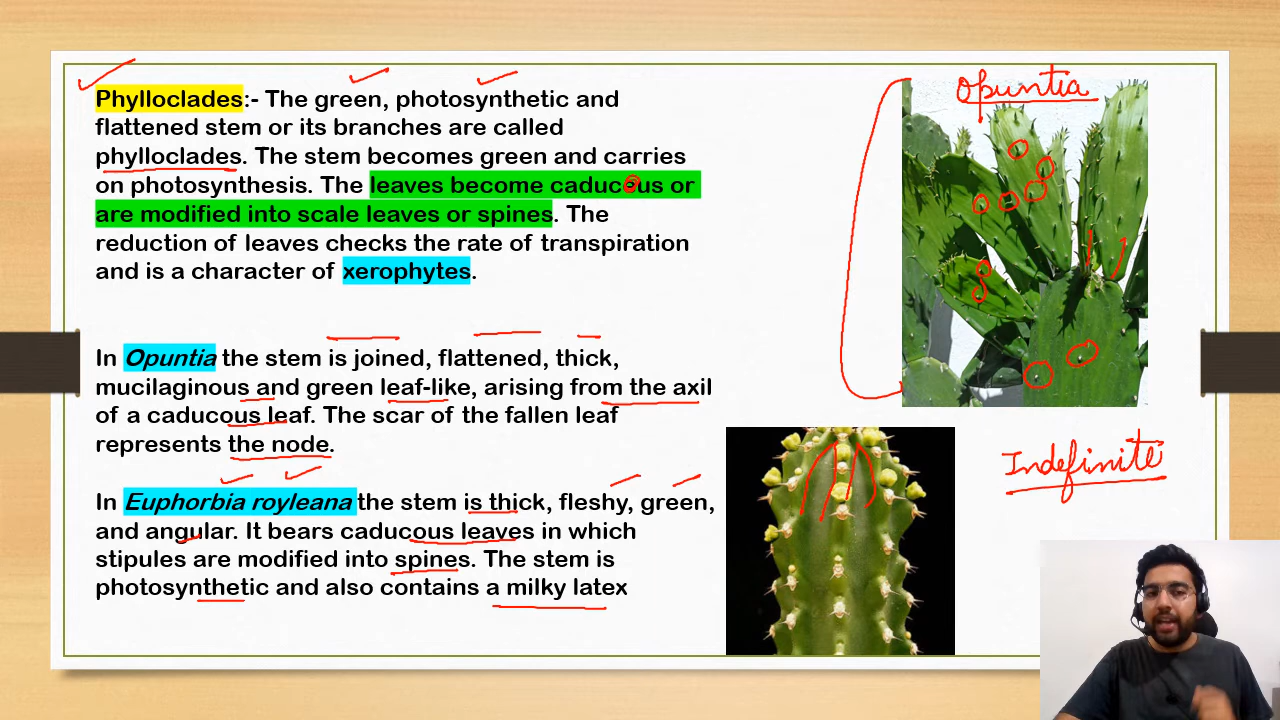 Phylloclades:- The green, photosynthetic and
flattened stem or its branches are called
phylloclades. The stem becomes green and carries
on photosynthesis. The leaves become caducous or
are modified into scale leaves or spines. The
reduction of leaves checks the rate of transpiration
and is a character of xerophytes.
In Opuntia the stem is joined, flattened, thick,
mucilaginous and green leaf-like, arising from the axil
of a caducous leaf. The scar of the fallen leaf
represents the node.
In Euphorbia royleana the stem is thick, fleshy, green,
and angular. It bears caducous leaves in which
stipules are modified into spines. The stem is
photosynthetic and also contains a milky latex
Opuntia
Indefinite